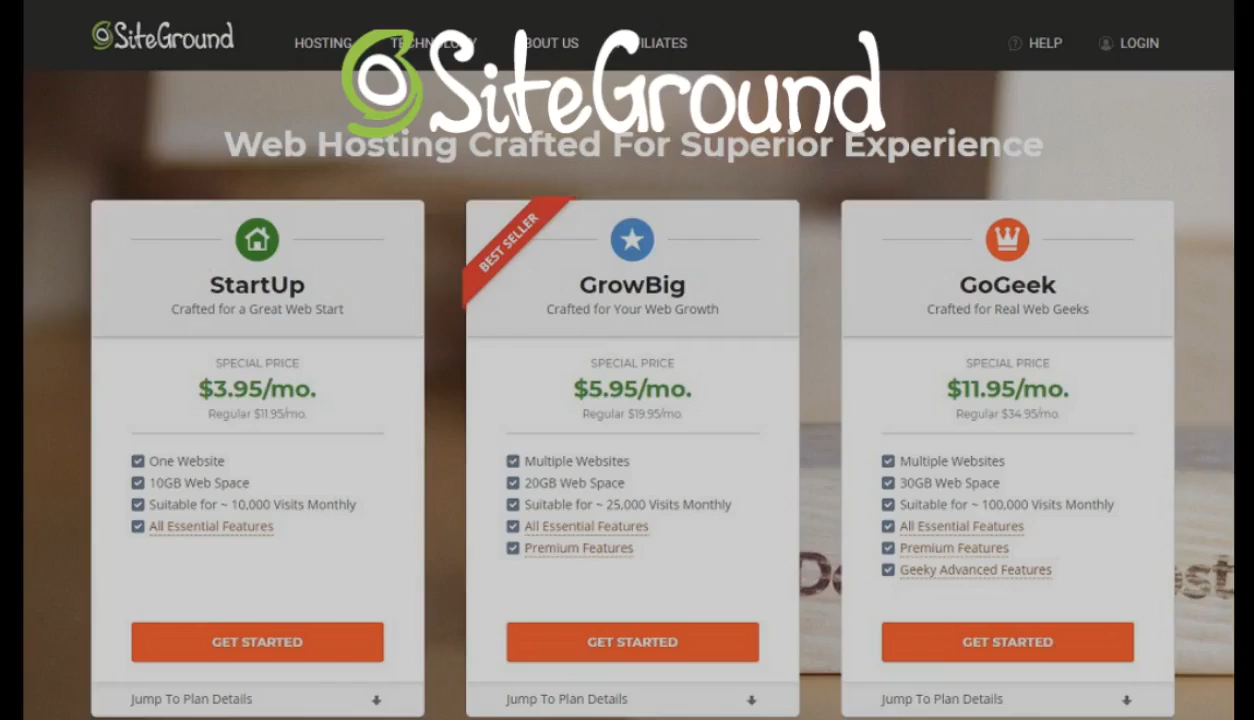 SiteGround
HOSTING
ABOUT US
HELP
LOGIN
SiteGround
Web Hosting Crafted For Superior Experience
StartUp
Crafted for a Great Web Start
SPECIAL PRICE
$3.95/mo.
Regular $11.95/mo.
One Website
10GB Web Space
Suitable for ~ 10,000 Visits Monthly
All Essential Features
GET STARTED
Jump To Plan Details
BEST SELLER
GrowBig
Crafted for Your Web Growth
SPECIAL PRICE
$5.95/mo.
Regular $19.95/mo.
Multiple Websites
20GB Web Space
Suitable for ~ 25,000 Visits Monthly
All Essential Features
Premium Features
GET STARTED
Jump To Plan Details
GoGeek
Crafted for Real Web Geeks
SPECIAL PRICE
$11.95/mo.
Regular $34.95/mo.
Multiple Websites
30GB Web Space
Suitable for ~ 100,000 Visits Monthly
All Essential Features
Premium Features
Geeky Advanced Features
GET STARTED
Jump To Plan Details